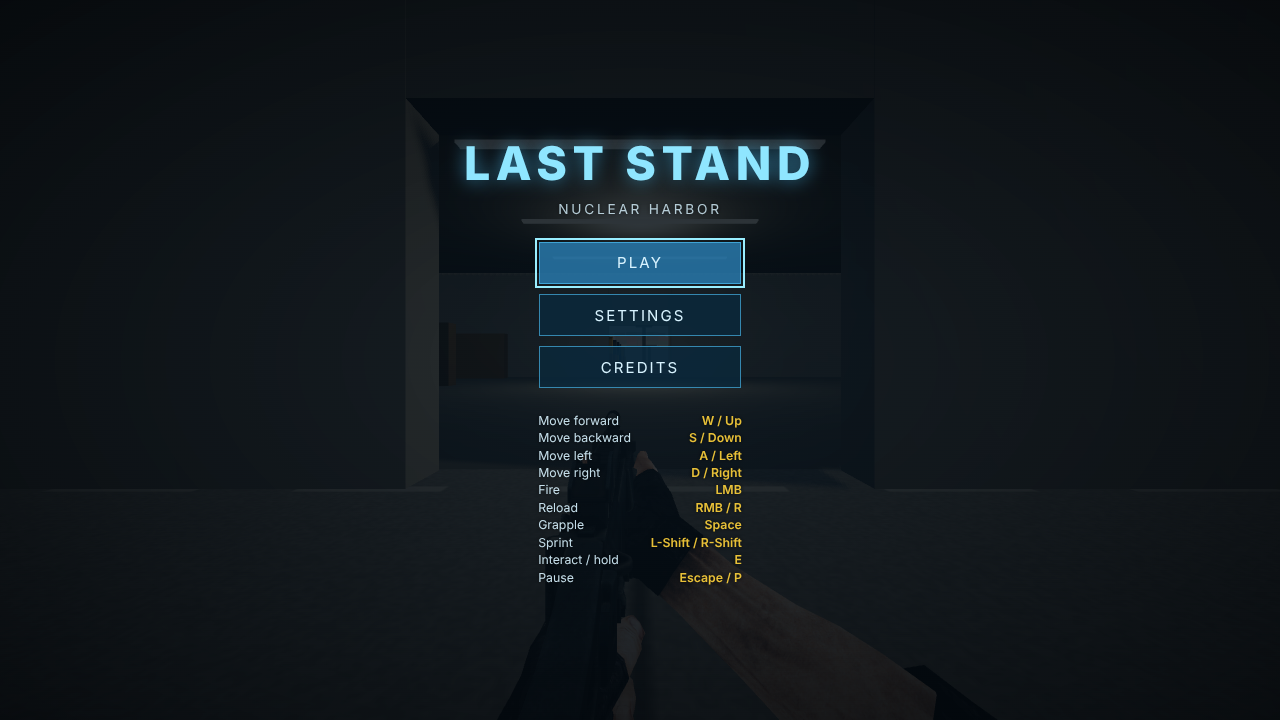 LAST STAND
NUCLEAR HARBOR
PLAY
SETTINGS
CREDITS
Move forward W / Up
Move backward S / Down
Move left A / Left
Move right D / Right
Fire LMB
Reload RMB / R
Grapple Space
Sprint L-Shift / R-Shift
Interact / hold E
Pause Escape / P